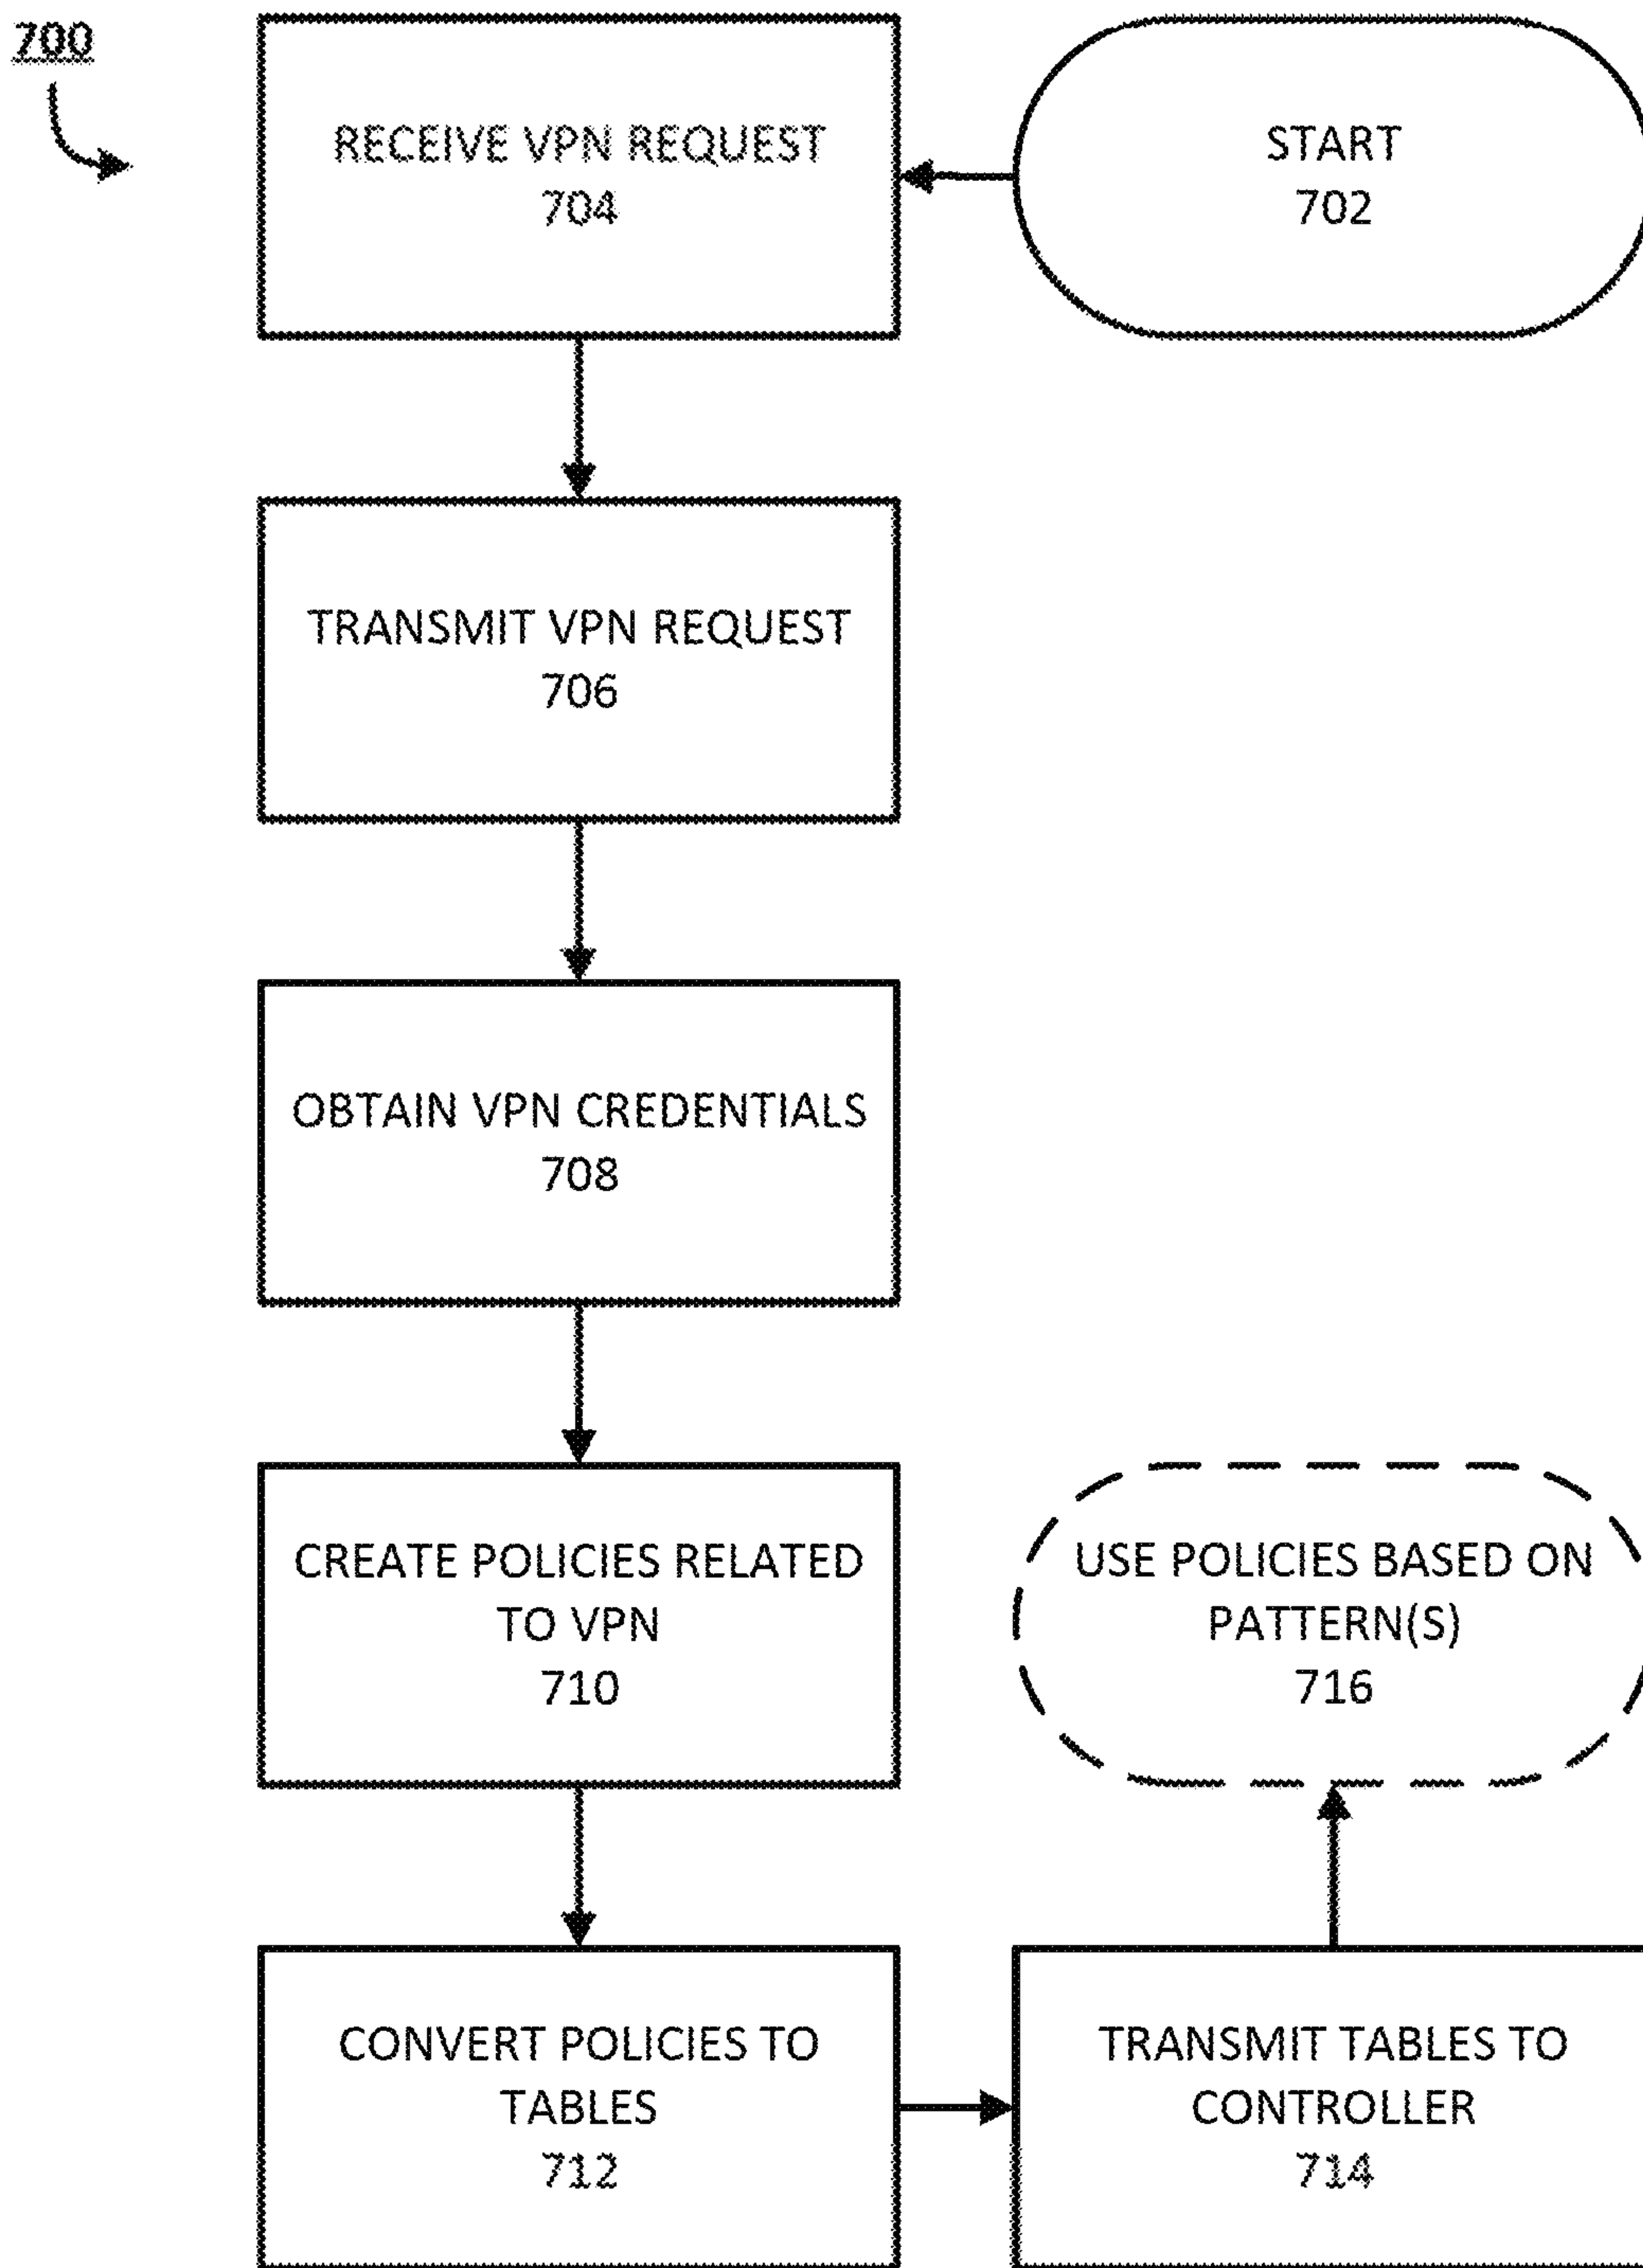 700
RECEIVE VPN REQUEST
704
START
702
TRANSMIT VPN REQUEST
706
OBTAIN VPN CREDENTIALS
708
CREATE POLICIES RELATED
TO VPN
710
USE POLICIES BASED ON
PATTERN(S)
716
CONVERT POLICIES TO
TABLES
712
TRANSMIT TABLES TO
CONTROLLER
714